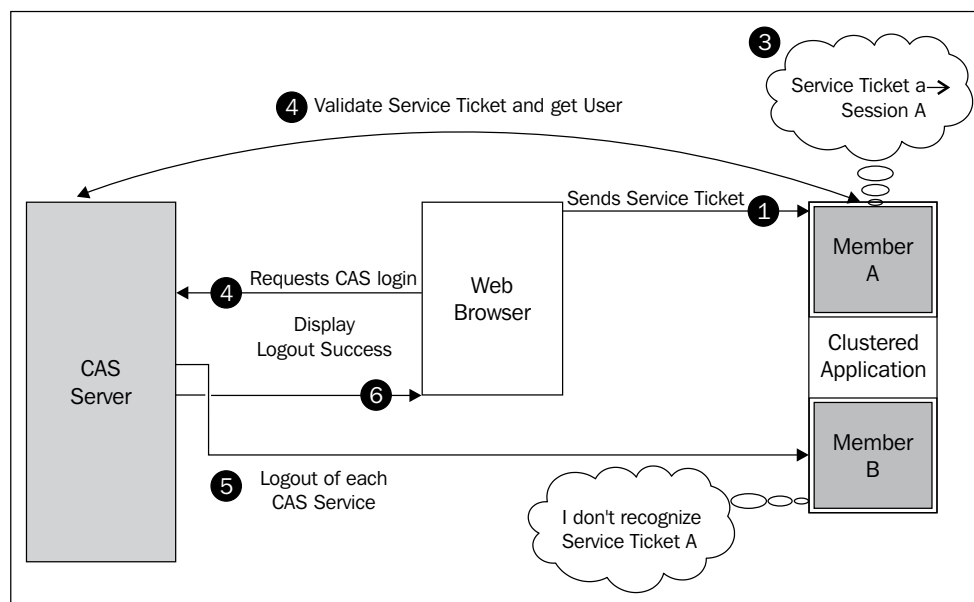 3
Service Ticket a→
Session A
4 Validate Service Ticket and get User
Sends Service Ticket
1
Member
A
4
Requests CAS login
Web
Browser
Display
Logout Success
Clustered
Application
CAS
Server
6
Member
B
5
Logout of each
CAS Service
I don't recognize
Service Ticket A